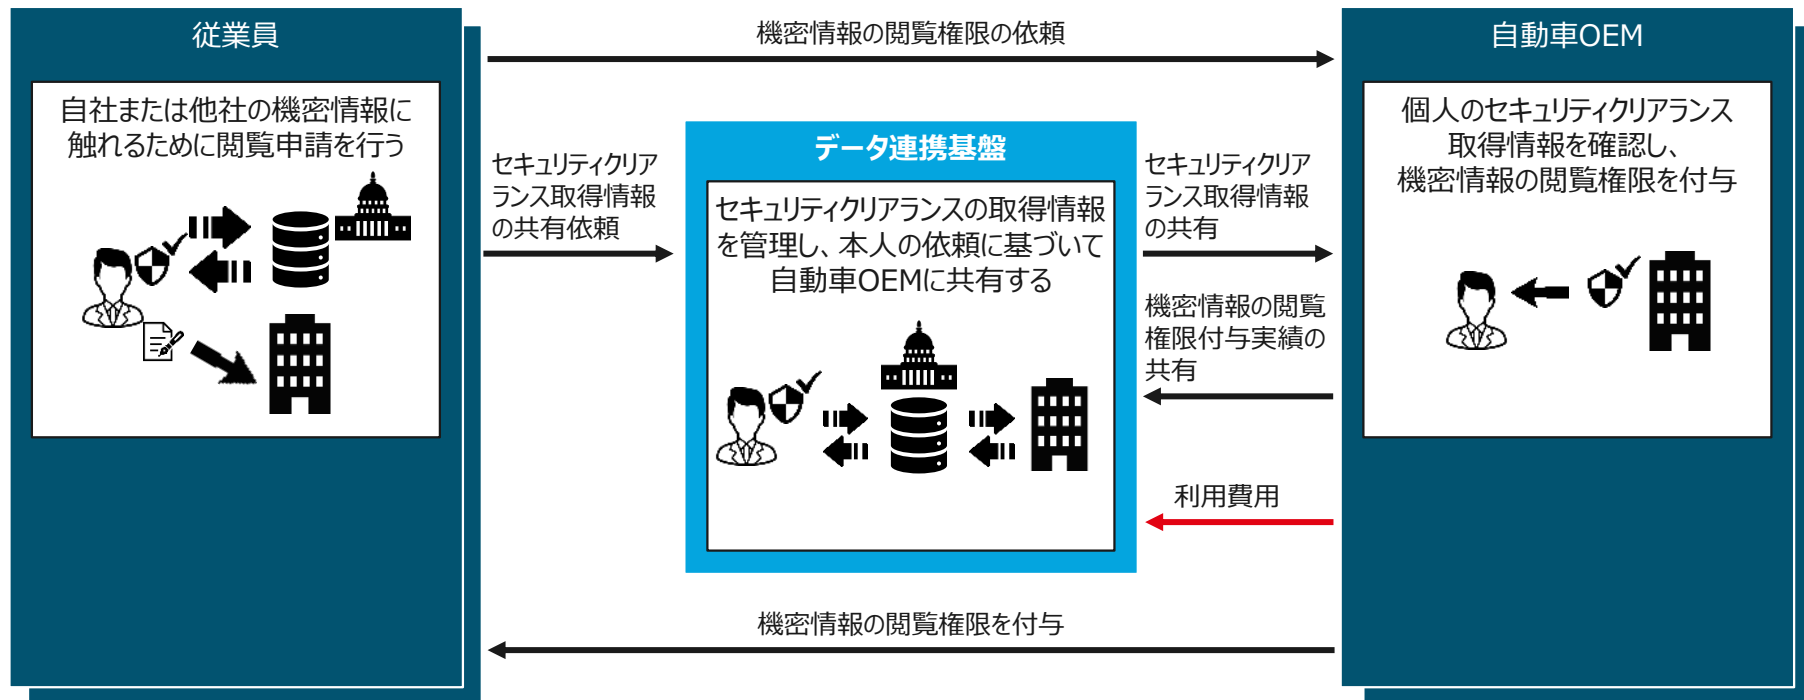 従業員
自社または他社の機密情報に
触れるために閲覧申請を行う
機密情報の閲覧権限の依頼
セキュリティクリア
ランス取得情報
の共有依頼
データ連携基盤
セキュリティクリアランスの取得情報
を管理し、本人の依頼に基づいて
自動車OEMに共有する
セキュリティクリア
ランス取得情報
の共有
機密情報の閲覧
権限付与実績の
共有
利用費用
機密情報の閲覧権限を付与
自動車OEM
個人のセキュリティクリアランス
取得情報を確認し、
機密情報の閲覧権限を付与